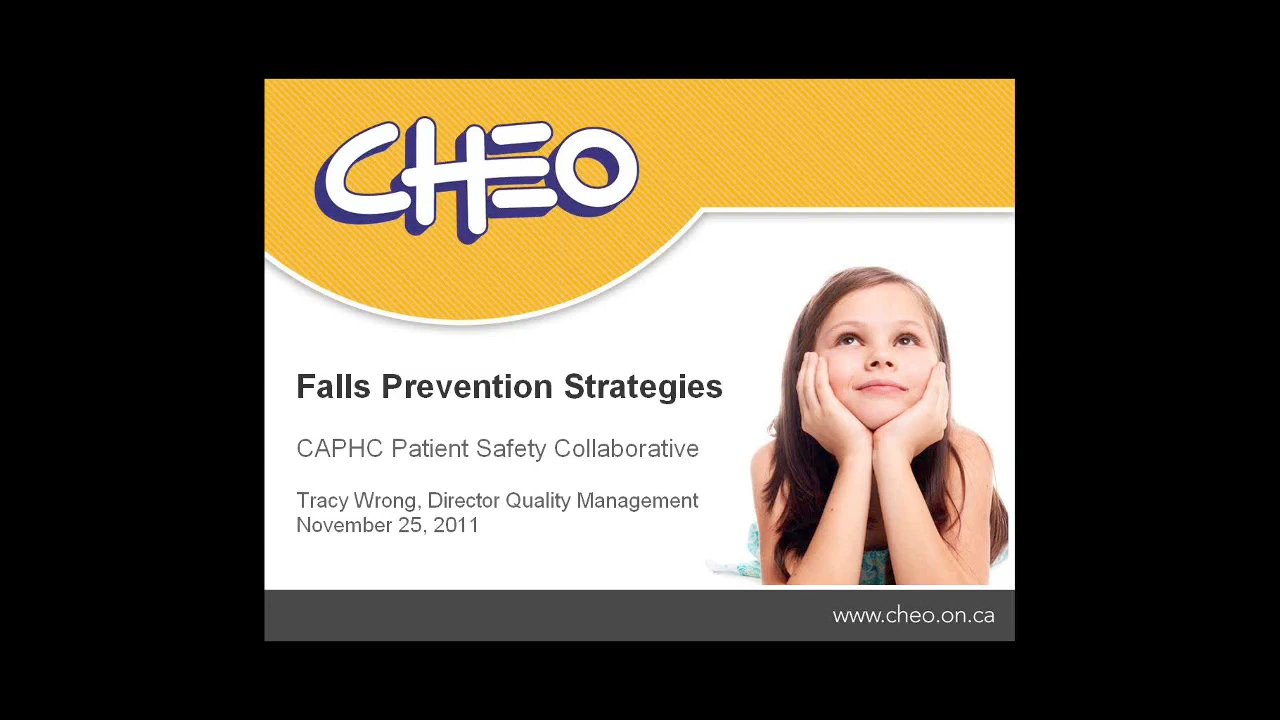 CHEO
Falls Prevention Strategies
CAPHC Patient Safety Collaborative
Tracy Wrong, Director Quality Management
November 25, 2011
www.cheo.on.ca